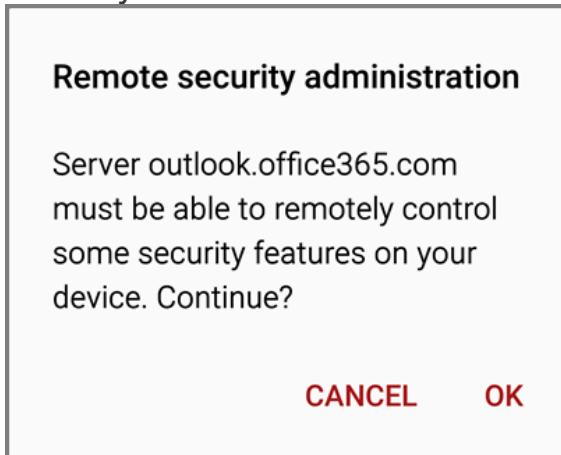 Remote security administration
Server outlook.office365.com
must be able to remotely control
some security features on your
device. Continue?
CANCEL OK